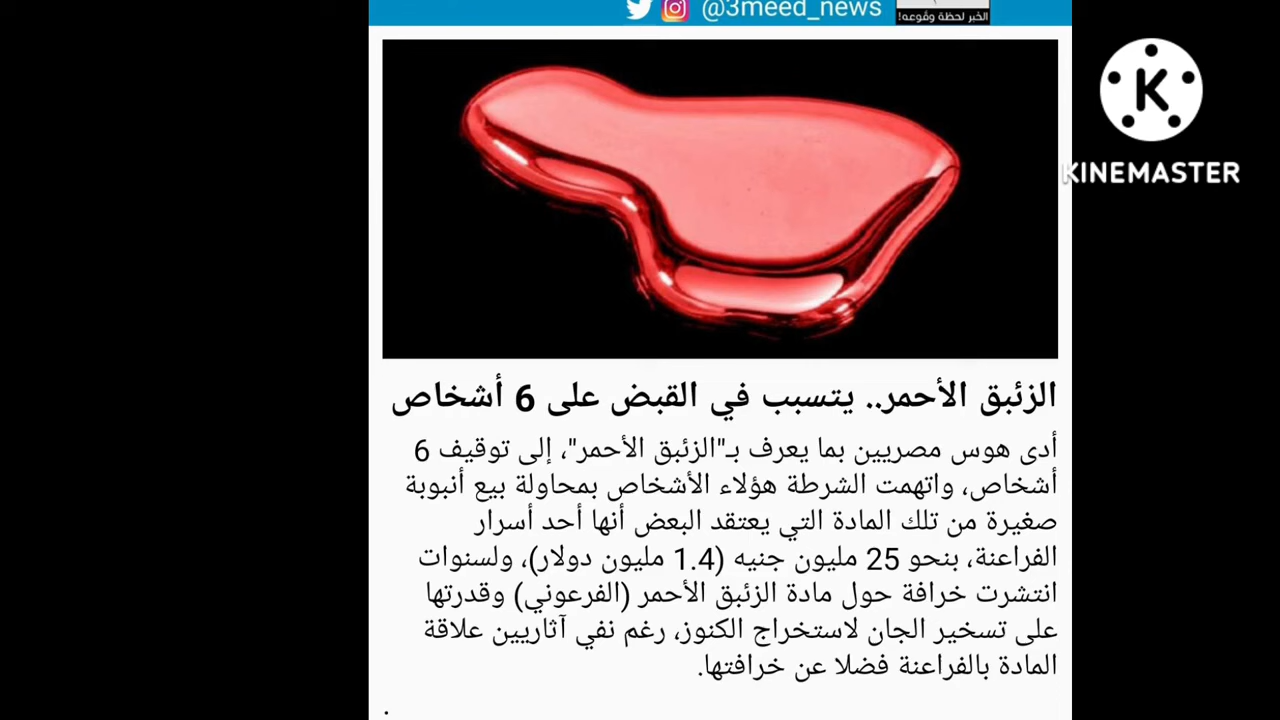 @3meed_news
الخبر لحظة وقوعه!
K
KINEMASTER
الزئبق الأحمر.. يتسبب في القبض على 6 أشخاص
أدى هوس مصريين بما يعرف بـ"الزئبق الأحمر"، إلى توقيف 6
أشخاص، واتهمت الشرطة هؤلاء الأشخاص بمحاولة بيع أنبوبة
صغيرة من تلك المادة التي يعتقد البعض أنها أحد أسرار
الفراعنة، بنحو 25 مليون جنيه (1.4 مليون دولار)، ولسنوات
انتشرت خرافة حول مادة الزئبق الأحمر (الفرعوني) وقدرتها
على تسخير الجان لاستخراج الكنوز، رغم نفي آثاريين علاقة
المادة بالفراعنة فضلا عن خرافتها.
.